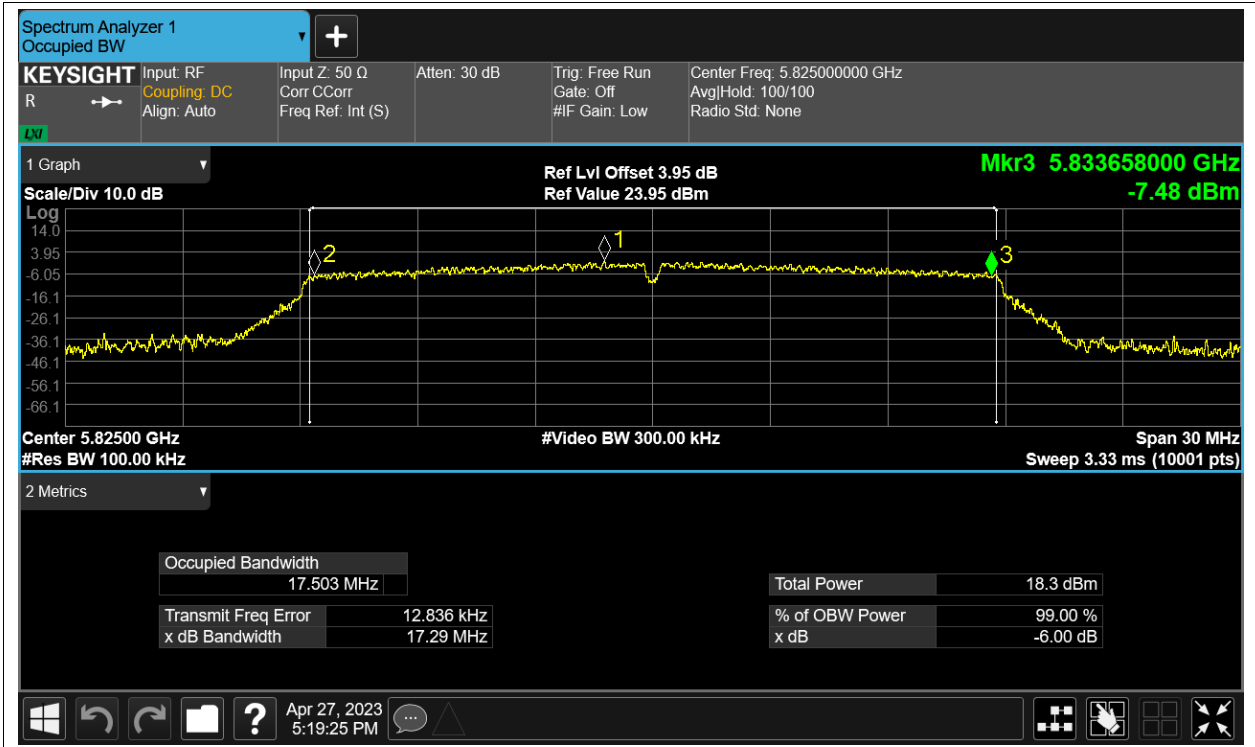 Spectrum Analyzer 1
Occupied BW
KEYSIGHT
R
LXI
Input: RF
Coupling: DC
Align: Auto
Input Z: 50 Ω
Corr CCorr
Freq Ref: Int (S)
Atten: 30 dB
Trig: Free Run
Gate: Off
#IF Gain: Low
Center Freq: 5.825000000 GHz
Avg|Hold: 100/100
Radio Std: None
1 Graph
Scale/Div 10.0 dB
Ref Lvl Offset 3.95 dB
Ref Value 23.95 dBm
Mkr3 5.833658000 GHz
-7.48 dBm
Log
14.0
3.95
-6.05
-16.1
-26.1
-36.1
-46.1
-56.1
-66.1
2
1
3
Center 5.82500 GHz
#Video BW 300.00 kHz
Span 30 MHz
#Res BW 100.00 kHz
Sweep 3.33 ms (10001 pts)
2 Metrics
Occupied Bandwidth
17.503 MHz
Transmit Freq Error 12.836 kHz
x dB Bandwidth 17.29 MHz
Total Power 18.3 dBm
% of OBW Power 99.00 %
x dB -6.00 dB
?
Apr 27, 2023
5:19:25 PM